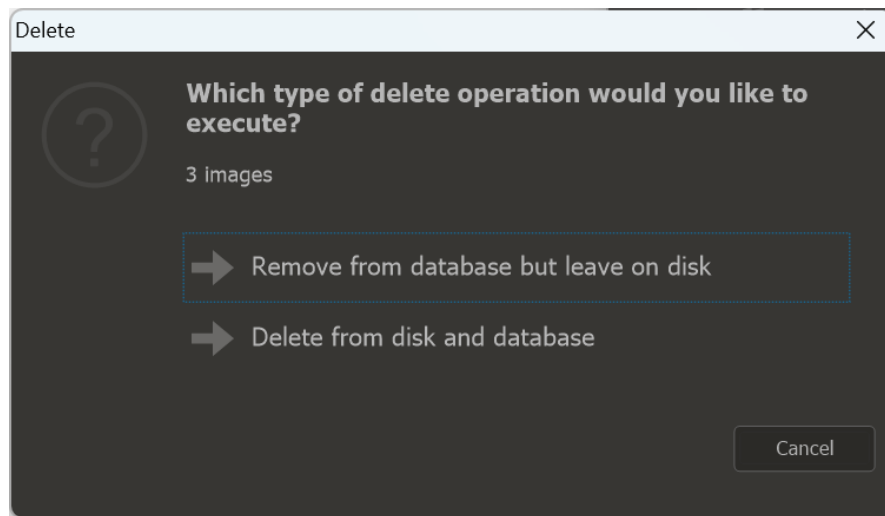 Delete
Which type of delete operation would you like to
execute?
3 images
Remove from database but leave on disk
Delete from disk and database
Cancel